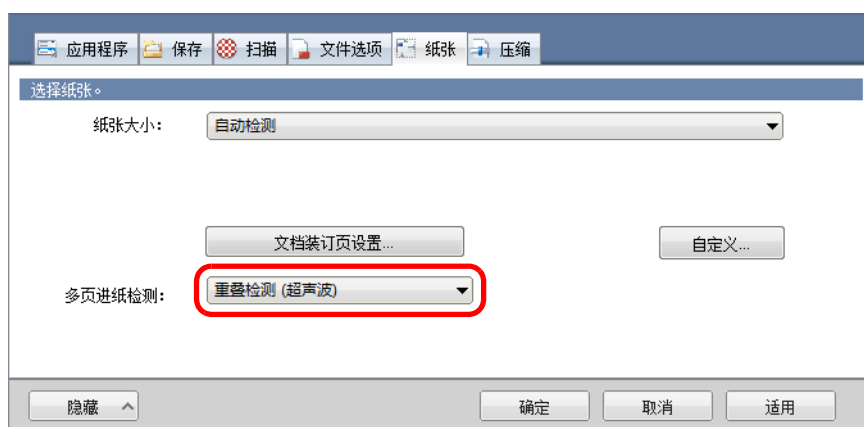 应用程序 保存 扫描 文件选项 纸张 压缩
选择纸张。
纸张大小： 自动检测
文档装订页设置... 自定义...
多页进纸检测： 重叠检测 (超声波)
隐藏 确定 取消 适用